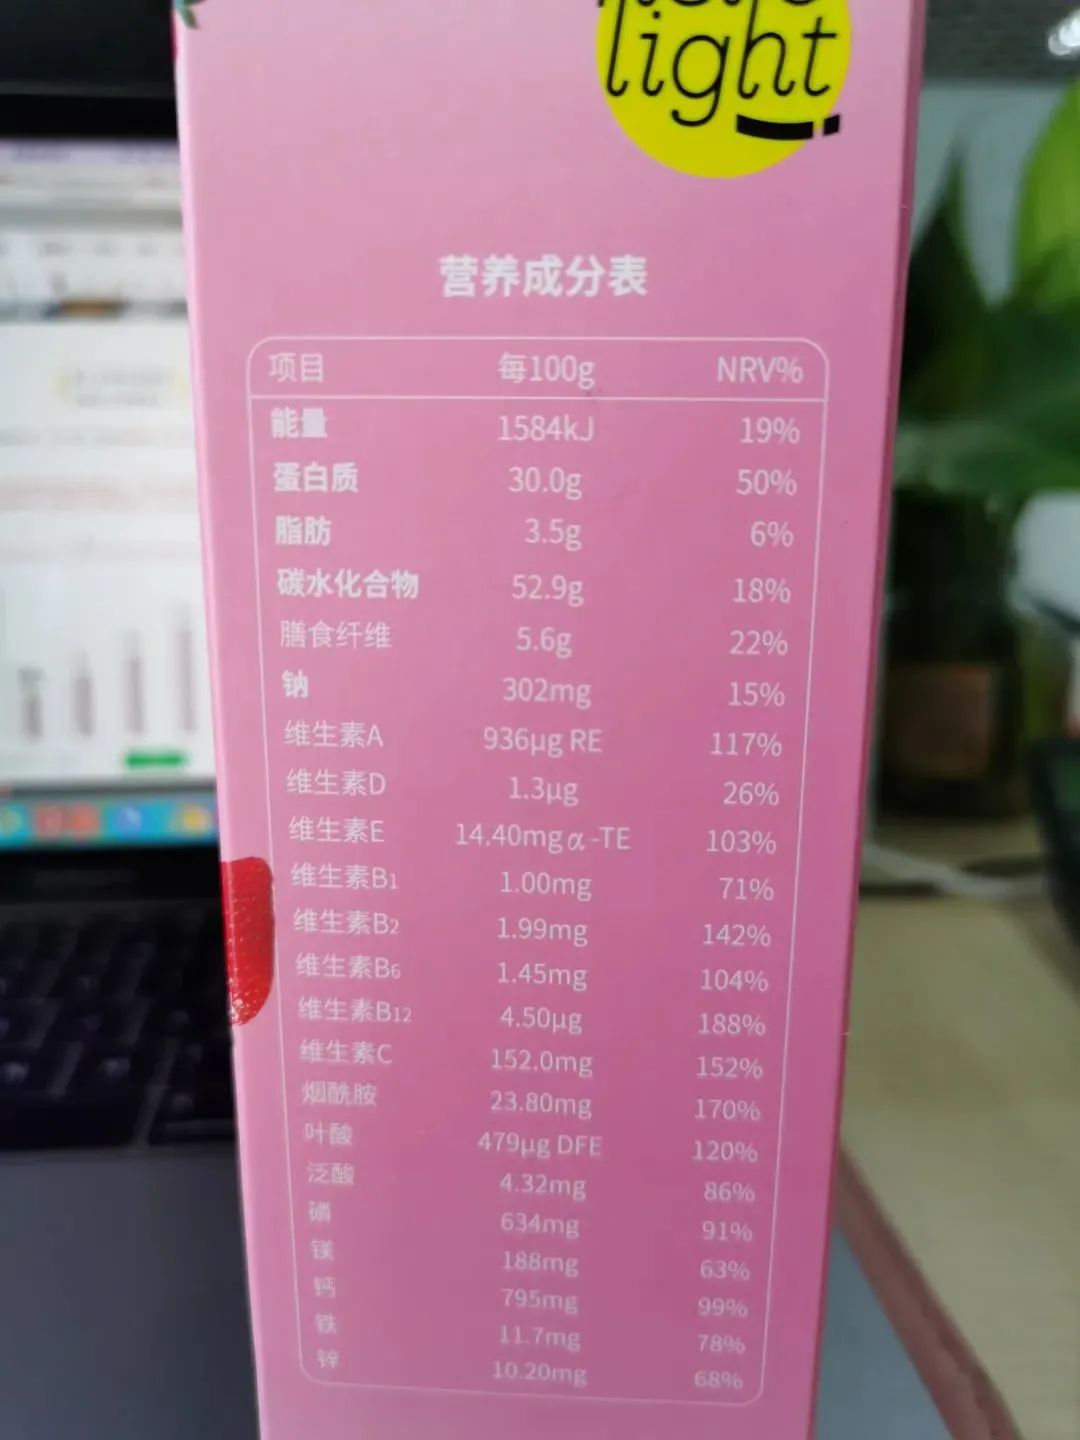 light
营养成分表
项目 每100g NRV%
能量 1584kJ 19%
蛋白质 30.0g 50%
脂肪 3.5g 6%
碳水化合物 52.9g 18%
膳食纤维 5.6g 22%
钠 302mg 15%
维生素A 936μg RE 117%
维生素D 1.3μg 26%
维生素E 14.40mg α-TE 103%
维生素B1 1.00mg 71%
维生素B2 1.99mg 142%
维生素B6 1.45mg 104%
维生素B12 4.50μg 188%
维生素C 152.0mg 152%
烟酰胺 23.80mg 170%
叶酸 479μg DFE 120%
泛酸 4.32mg 86%
磷 634mg 91%
镁 188mg 63%
钙 795mg 99%
铁 11.7mg 78%
锌 10.20mg 68%